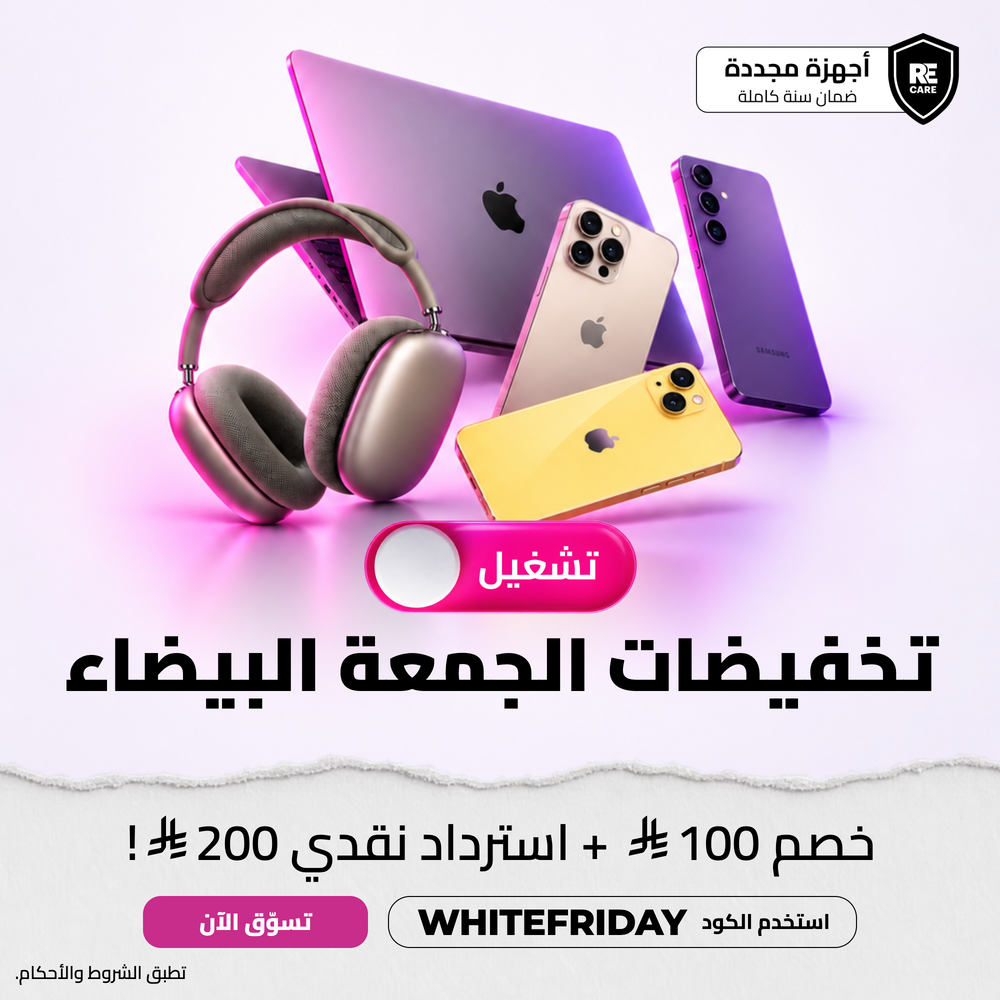 أجهزة مجددة
ضمان سنة كاملة
RE
CARE
SAMSUNG
تشغيل
تخفيضات الجمعة البيضاء
خصم 100 ⃁ + استرداد نقدي 200 ⃁!
استخدم الكود WHITEFRIDAY
تسوّق الآن
تطبق الشروط والأحكام.